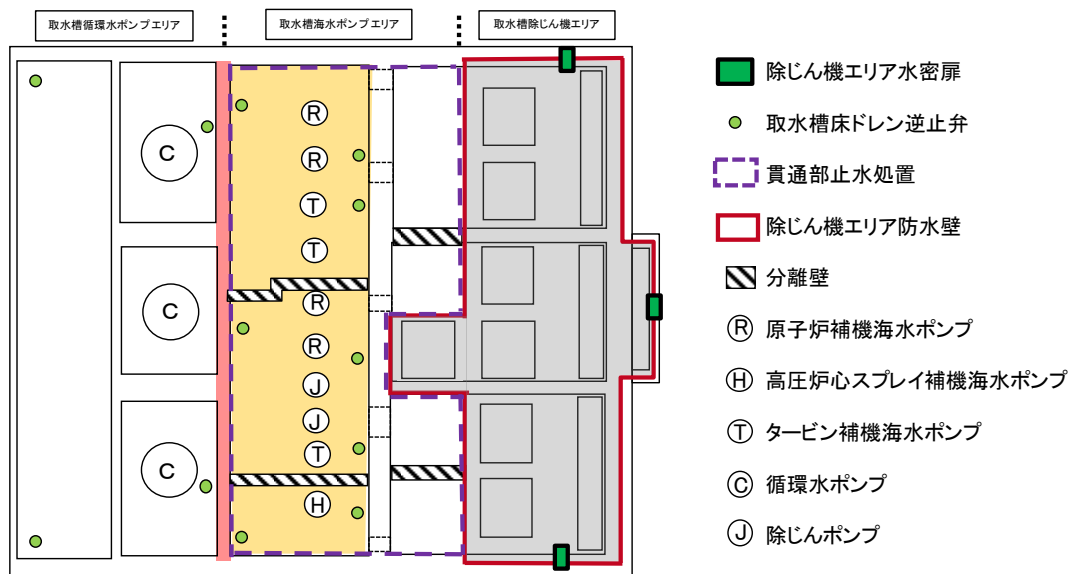 取水槽循環水ポンプエリア
取水槽海水ポンプエリア
取水槽除じん機エリア
R
R
T
T
R
R
J
J
T
H
C
C
C
除じん機エリア水密扉
取水槽床ドレン逆止弁
貫通部止水処置
除じん機エリア防水壁
分離壁
R 原子炉補機海水ポンプ
H 高圧炉心スプレイ補機海水ポンプ
T タービン補機海水ポンプ
C 循環水ポンプ
J 除じんポンプ